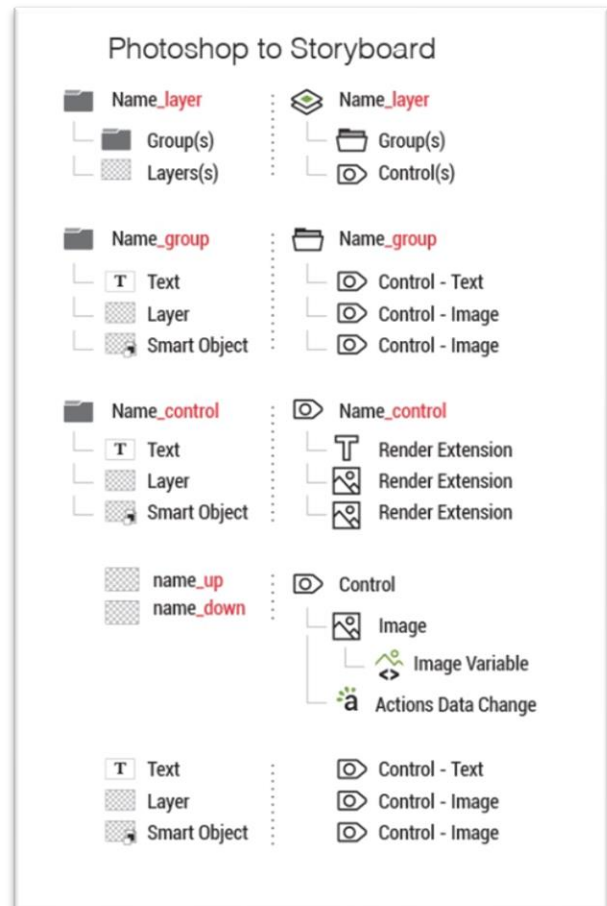 Photoshop to Storyboard
Name_layer Name_layer
Group(s) Group(s)
Layers(s) Control(s)
Name_group Name_group
T Text Control - Text
Layer Control - Image
Smart Object Control - Image
Name_control Name_control
T Text T Render Extension
Layer Render Extension
Smart Object Render Extension
name_up Control
name_down
Image
<> Image Variable
a Actions Data Change
T Text Control - Text
Layer Control - Image
Smart Object Control - Image